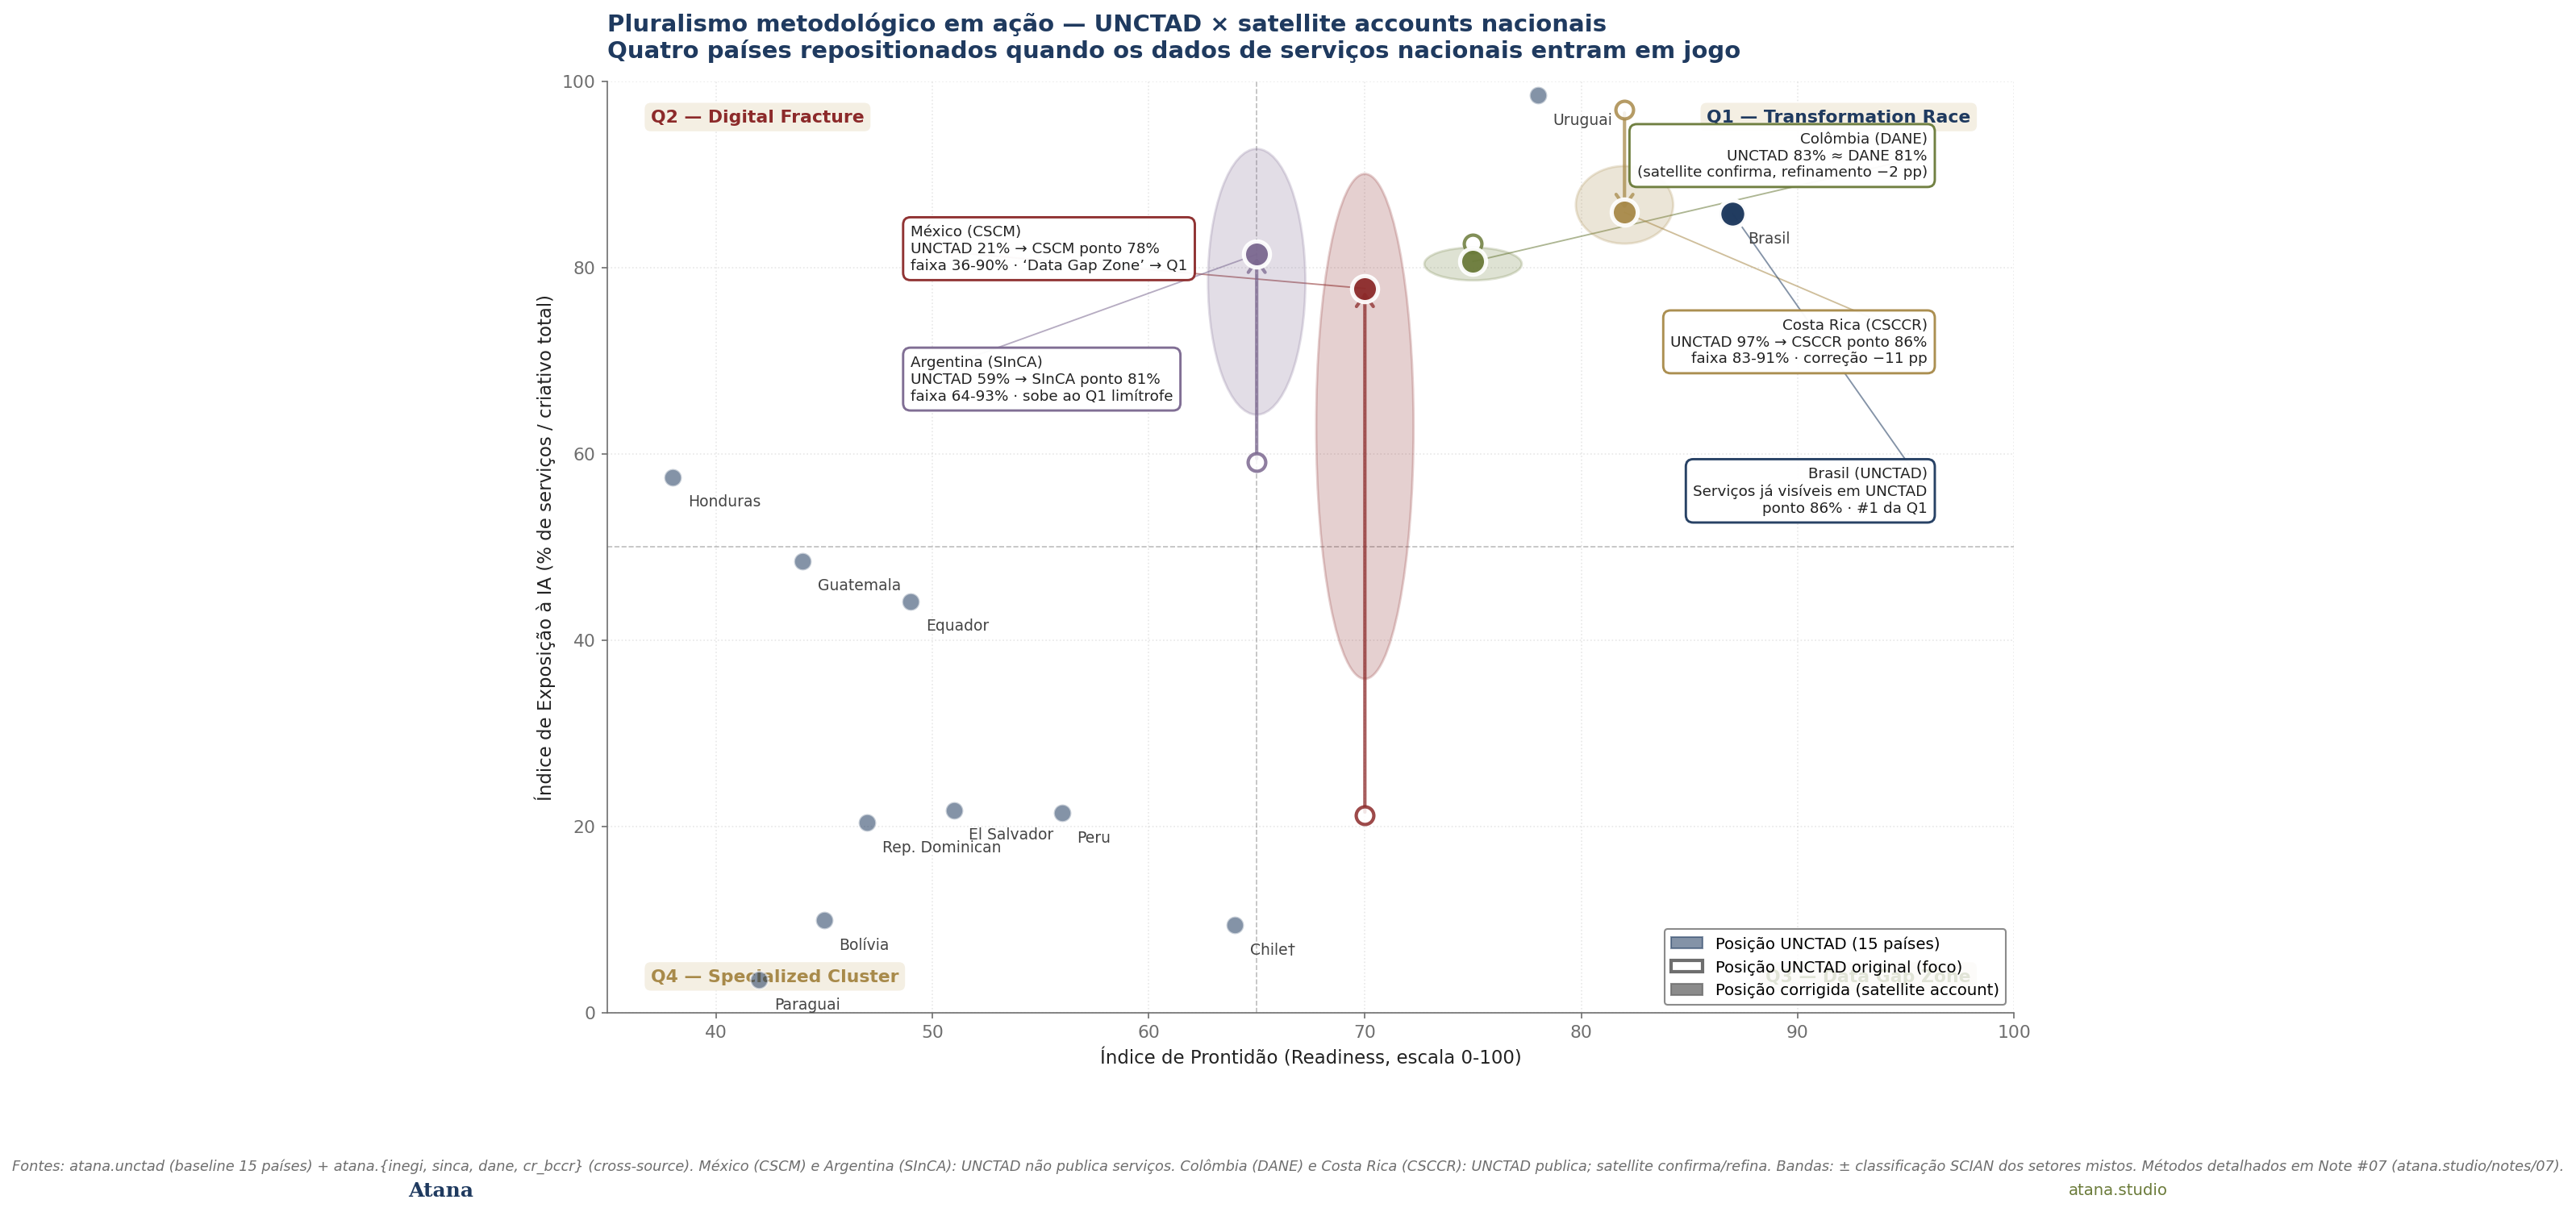 Pluralismo metodológico em ação — UNCTAD × satellite accounts nacionais
Quatro países repositionados quando os dados de serviços nacionais entram em jogo
Índice de Exposição à IA (% de serviços / criativo total)
100
80
60
40
20
0
Q2 — Digital Fracture
Q1 — Transformation Race
Uruguai
Colômbia (DANE)
UNCTAD 83% ≈ DANE 81%
(satellite confirma, refinamento −2 pp)
México (CSCM)
UNCTAD 21% → CSCM ponto 78%
faixa 36-90% · ‘Data Gap Zone’ → Q1
Brasil
Costa Rica (CSCCR)
UNCTAD 97% → CSCCR ponto 86%
faixa 83-91% · correção −11 pp
Argentina (SInCA)
UNCTAD 59% → SInCA ponto 81%
faixa 64-93% · sobe ao Q1 limítrofe
Brasil (UNCTAD)
Serviços já visíveis em UNCTAD
ponto 86% · #1 da Q1
Honduras
Guatemala
Equador
El Salvador
Peru
Rep. Dominican
Bolívia
Chile†
Q4 — Specialized Cluster
Paraguai
Q3 — Data Gap Zone
Posição UNCTAD (15 países)
Posição UNCTAD original (foco)
Posição corrigida (satellite account)
40
50
60
70
80
90
100
Índice de Prontidão (Readiness, escala 0-100)
Fontes: atana.unctad (baseline 15 países) + atana.{inegi, sinca, dane, cr_bccr} (cross-source). México (CSCM) e Argentina (SInCA): UNCTAD não publica serviços. Colômbia (DANE) e Costa Rica (CSCCR): UNCTAD publica; satellite confirma/refina. Bandas: ± classificação SCIAN dos setores mistos. Métodos detalhados em Note #07 (atana.studio/notes/07).
Atana
atana.studio